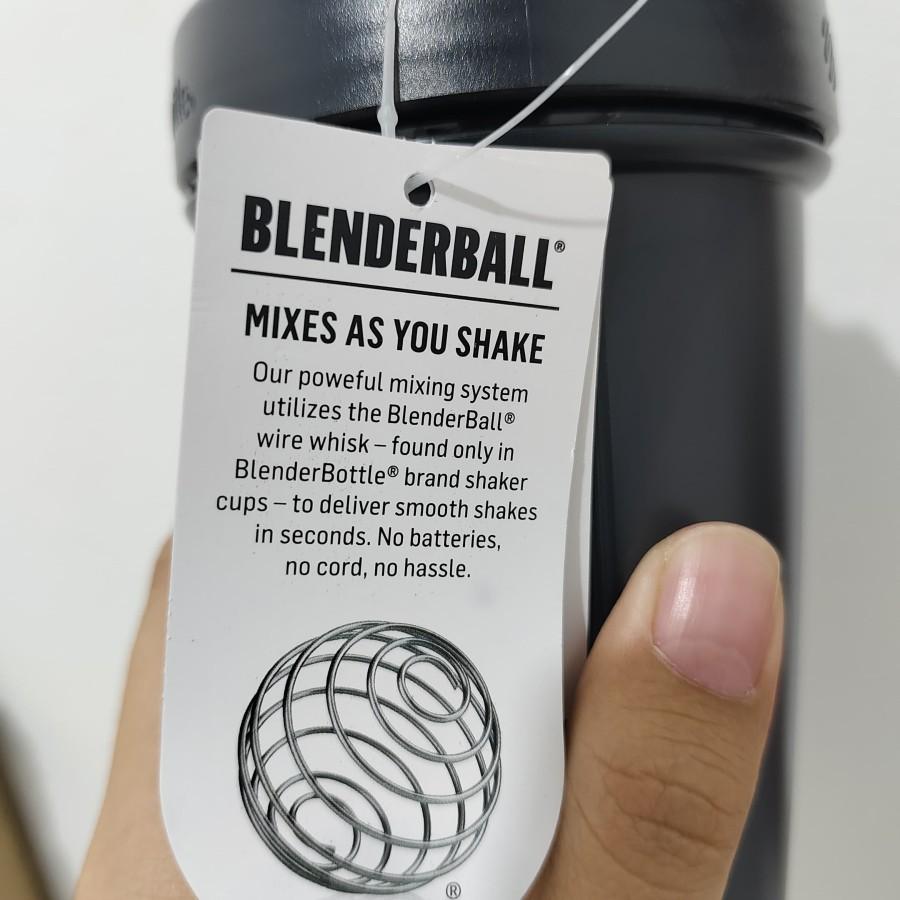 BLENDERBALL®
MIXES AS YOU SHAKE
Our poweful mixing system
utilizes the BlenderBall®
wire whisk – found only in
BlenderBottle® brand shaker
cups – to deliver smooth shakes
in seconds. No batteries,
no cord, no hassle.
®